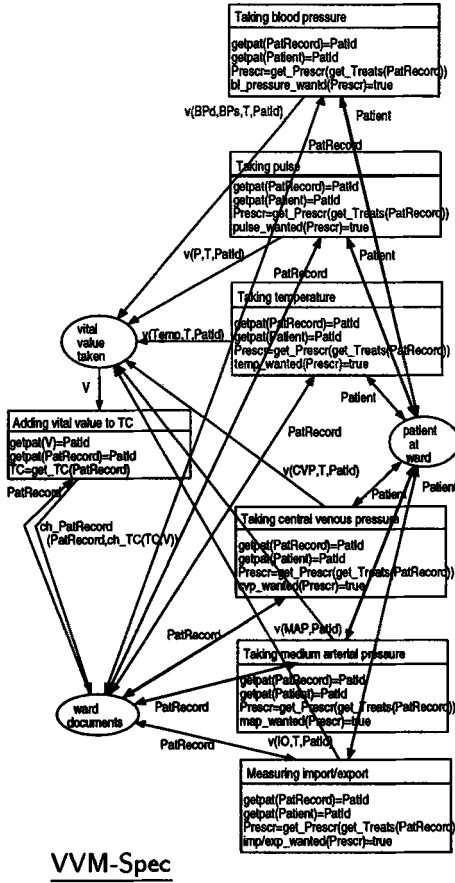 Taking blood pressure
getpat(PatRecord)=PatId
getpat(Patient)=PatId
Prescr=get_Prescr(get_Treats(PatRecord))
bl_pressure_wantd(Prescr)=true
v(BPd,BPs,T,PatId)
Patient
PatRecord
Taking pulse
getpat(PatRecord)=PatId
getpat(Patient)=PatId
Prescr=get_Prescr(get_Treats(PatRecord))
pulse_wanted(Prescr)=true
v(P,T,PatId)
Patient
PatRecord
Taking temperature
getpat(PatRecord)=PatId
getpat(Patient)=PatId
Prescr=get_Prescr(get_Treats(PatRecord))
temp_wanted(Prescr)=true
vital
value
taken
v(Temp,T,PatId)
V
Patient
PatRecord
Adding vital value to TC
getpat(V)=PatId
getpat(PatRecord)=PatId
TC=get_TC(PatRecord)
patient
at
ward
v(CVP,T,PatId)
PatRecord
Patient
Patient
ch_PatRecord
(PatRecord,ch_TC(TC,V))
Taking central venous pressure
getpat(PatRecord)=PatId
getpat(Patient)=PatId
Prescr=get_Prescr(get_Treats(PatRecord))
cvp_wanted(Prescr)=true
PatRecord
v(MAP,PatId)
Taking medium arterial pressure
getpat(PatRecord)=PatId
getpat(Patient)=PatId
Prescr=get_Prescr(get_Treats(PatRecord))
map_wanted(Prescr)=true
ward
documents
PatRecord
v(IO,T,PatId)
PatRecord
Measuring import/export
getpat(PatRecord)=PatId
getpat(Patient)=PatId
Prescr=get_Prescr(get_Treats(PatRecord))
imp/exp_wanted(Prescr)=true
VVM-Spec